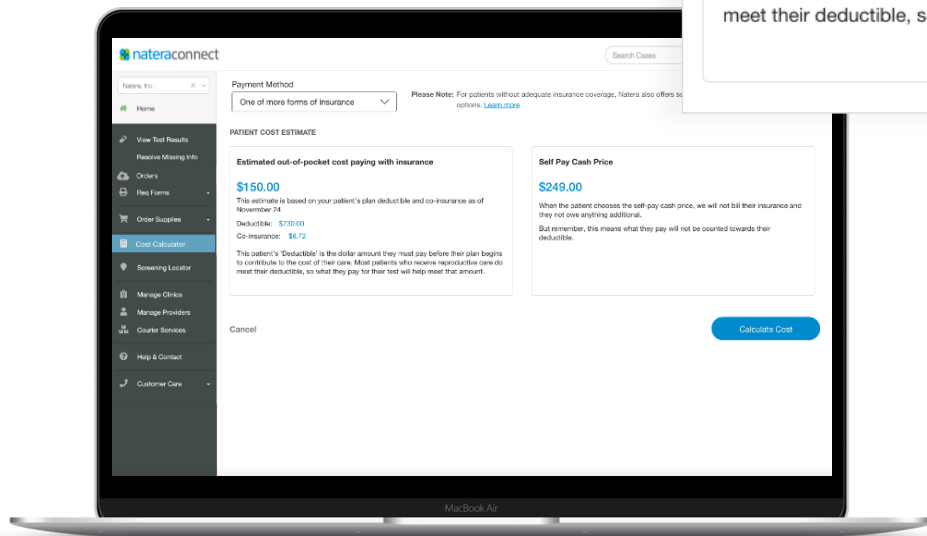 meet their deductible, s
nateraconnect
Search Cases
Natera, Inc.
Payment Method
One of more forms of Insurance
Please Note: For patients without adequate insurance coverage, Natera also offers se
options. Learn more
Home
PATIENT COST ESTIMATE
View Test Results
Resolve Missing Info
Orders
Req Forms
Order Supplies
Cost Calculator
Screening Locator
Manage Clinics
Manage Providers
Courier Services
Help & Contact
Customer Care
Estimated out-of-pocket cost paying with insurance
$150.00
This estimate is based on your patient's plan deductible and co-insurance as of
November 24
Deductible: $730.00
Co-insurance: $8.72
This patient's 'Deductible' is the dollar amount they must pay before their plan begins
to contribute to the cost of their care. Most patients who receive reproductive care do
meet their deductible, so what they pay for their test will help meet that amount.
Self Pay Cash Price
$249.00
When the patient chooses the self-pay cash price, we will not bill their insurance and
they not owe anything additional.
But remember, this means what they pay will not be counted towards their
deductible.
Cancel
Calculate Cost
MacBook Air